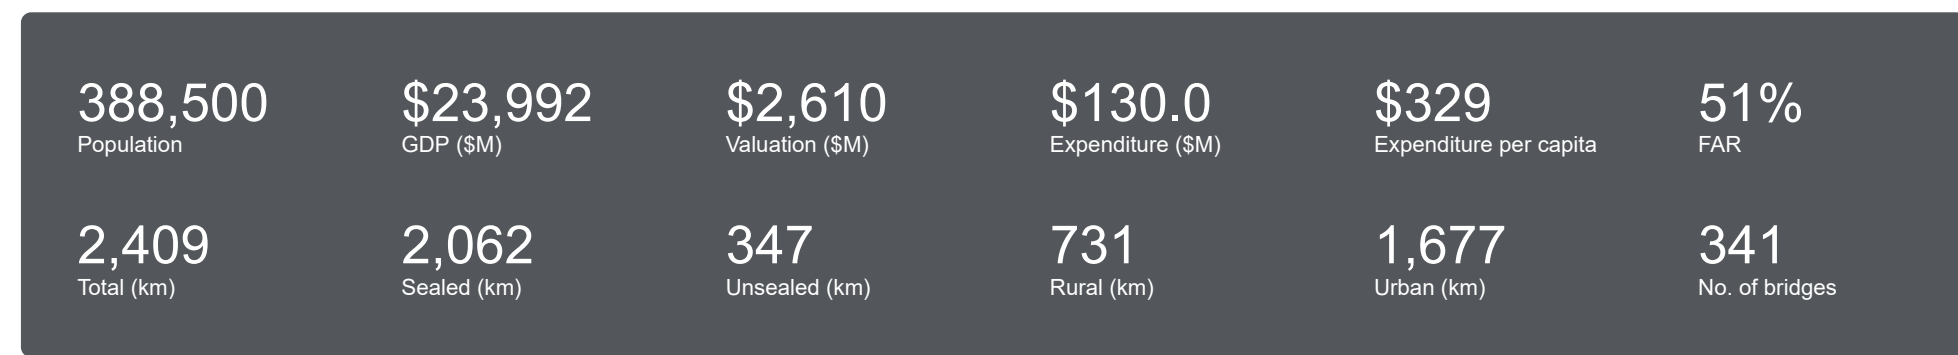 388,500 $23,992 $2,610 $130.0 $329 51%
Population GDP ($M) Valuation ($M) Expenditure ($M) Expenditure per capita FAR
2,409 2,062 347 731 1,677 341
Total (km) Sealed (km) Unsealed (km) Rural (km) Urban (km) No. of bridges